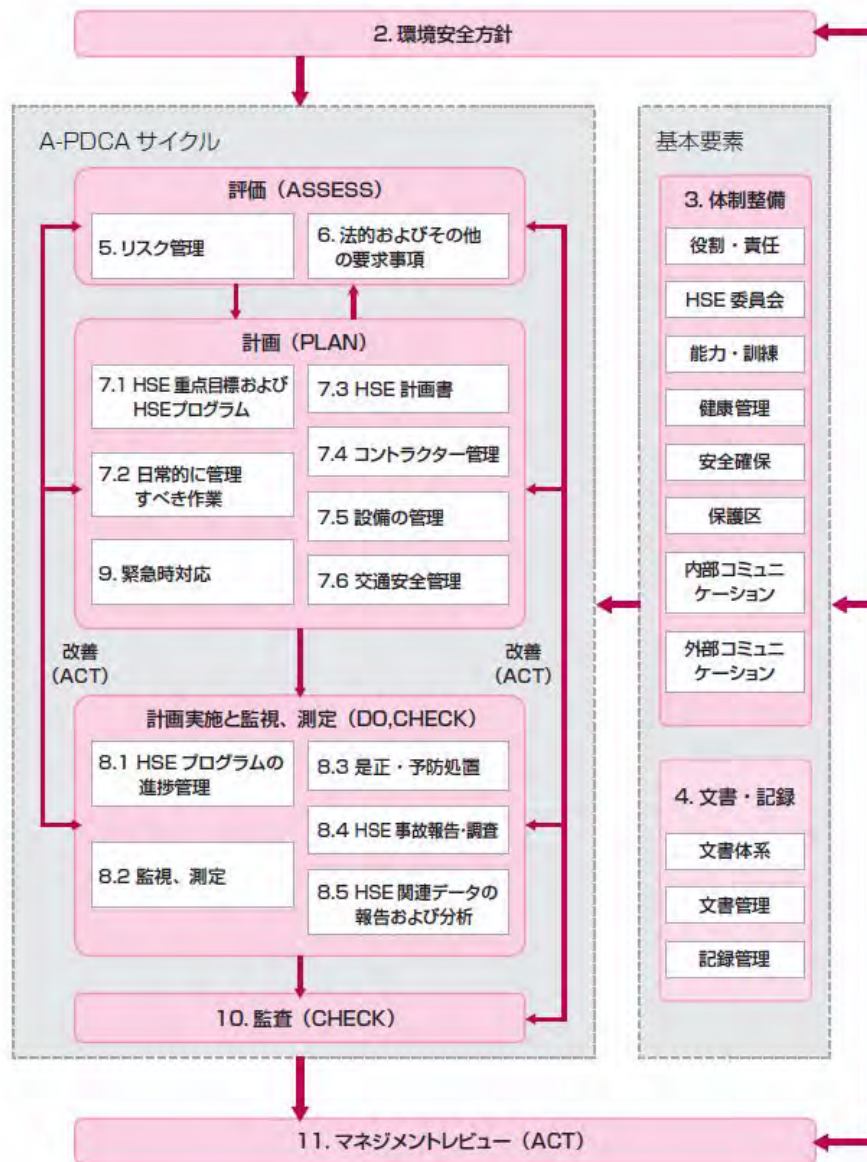 2. 環境安全方針
A-PDCA サイクル
評価（ASSESS）
5. リスク管理
6. 法的およびその他
の要求事項
計画（PLAN）
7.1 HSE 重点目標および
HSEプログラム
7.2 日常的に管理
すべき作業
9. 緊急時対応
7.3 HSE 計画書
7.4 コントラクター管理
7.5 設備の管理
7.6 交通安全管理
改善
（ACT）
改善
（ACT）
計画実施と監視、測定（DO,CHECK）
8.1 HSE プログラムの
進捗管理
8.2 監視、測定
8.3 是正・予防処置
8.4 HSE 事故報告・調査
8.5 HSE 関連データの
報告および分析
10. 監査（CHECK）
基本要素
3. 体制整備
役割・責任
HSE 委員会
能力・訓練
健康管理
安全確保
保護区
内部コミュニ
ケーション
外部コミュニ
ケーション
4. 文書・記録
文書体系
文書管理
記録管理
11. マネジメントレビュー（ACT）